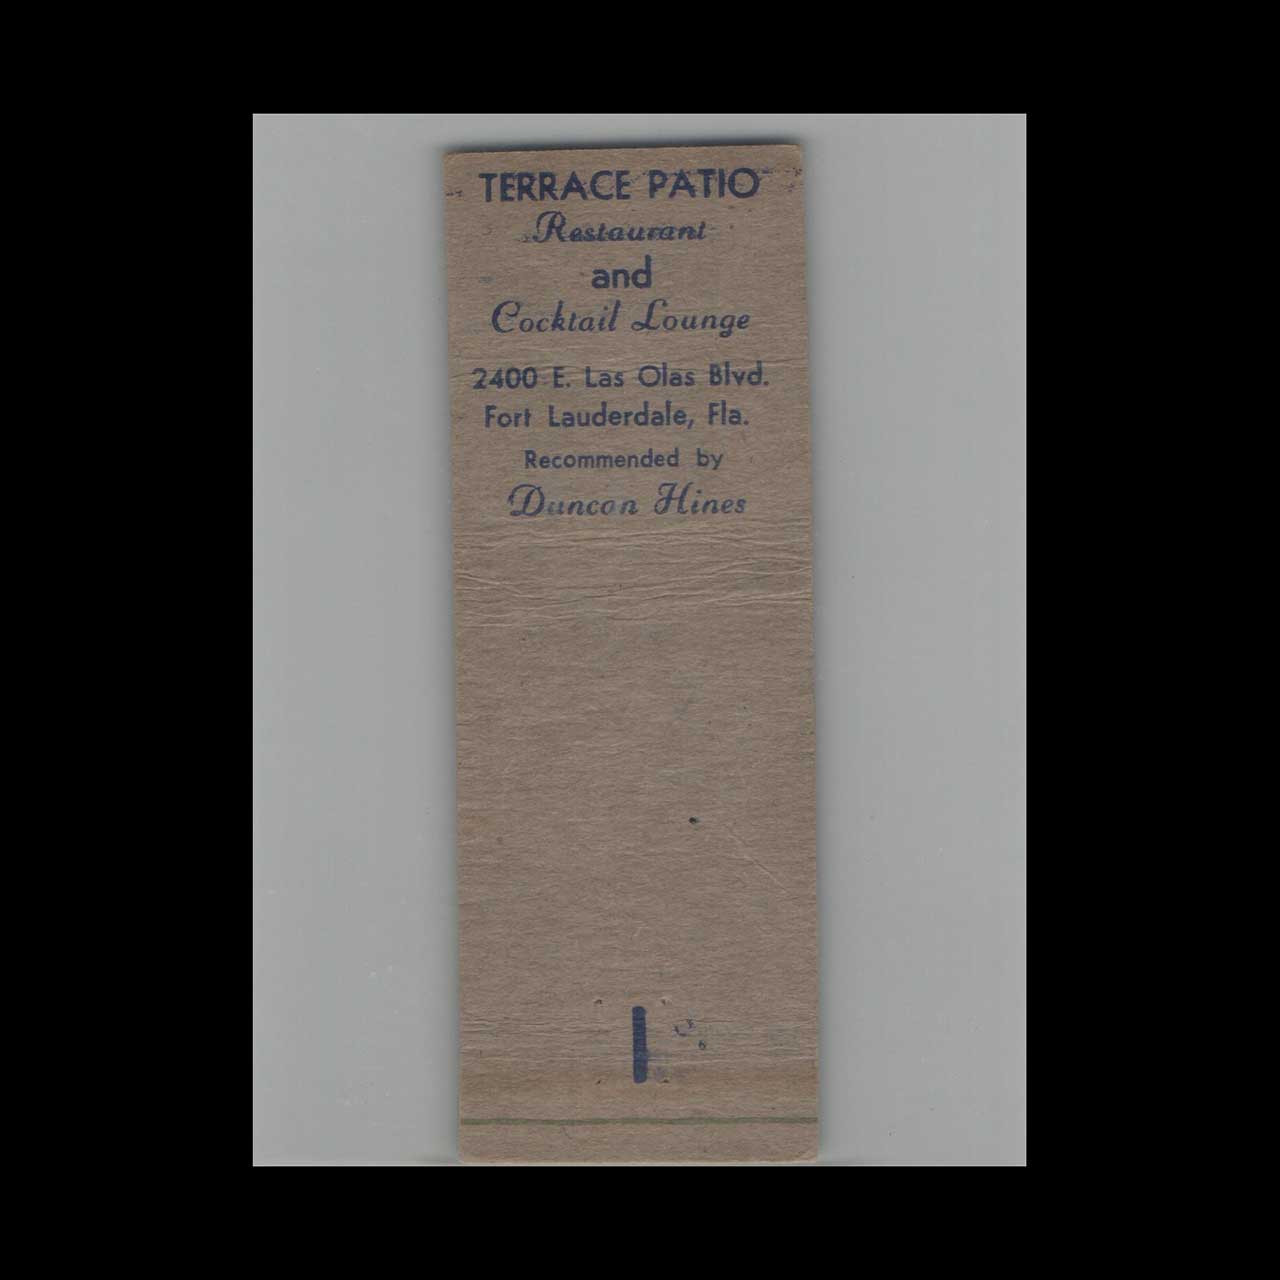 TERRACE PATIO
Restaurant
and
Cocktail Lounge
2400 E. Las Olas Blvd.
Fort Lauderdale, Fla.
Recommended by
Duncan Hines